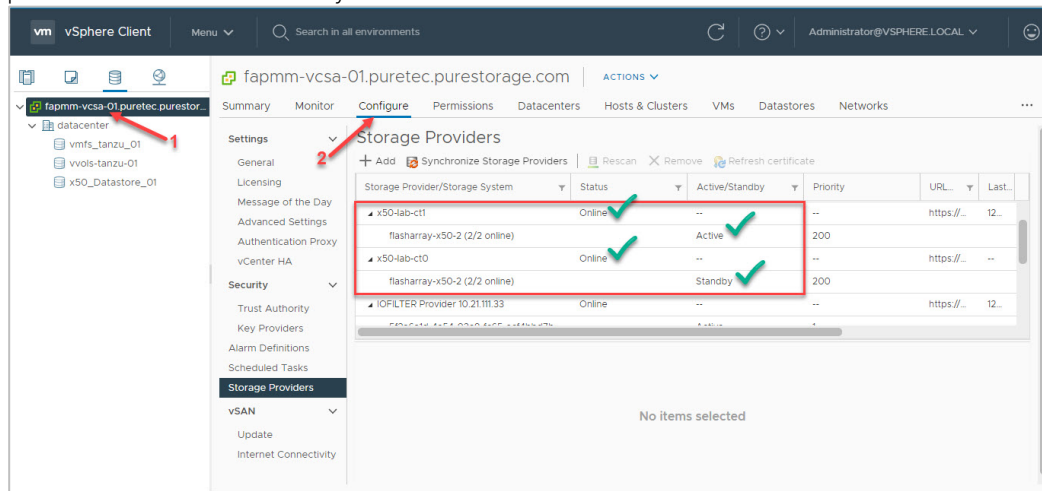 vm vSphere Client Menu Search in all environments Administrator@VSPHERE.LOCAL
fapmm-vcsa-01.puretec.purestor...
datacenter
vmfs_tanzu_01
vvols-tanzu-01
x50_Datastore_01
1
fapmm-vcsa-01.puretec.purestorage.com ACTIONS
Summary Monitor Configure Permissions Datacenters Hosts & Clusters VMs Datastores Networks ...
2
Settings
General
Licensing
Message of the Day
Advanced Settings
Authentication Proxy
vCenter HA
Security
Trust Authority
Key Providers
Alarm Definitions
Scheduled Tasks
Storage Providers
vSAN
Update
Internet Connectivity
Storage Providers
+ Add Synchronize Storage Providers Rescan Remove Refresh certificate
Storage Provider/Storage System Status Active/Standby Priority URL... Last...
x50-lab-ct1 Online -- -- https://... 12...
flasharray-x50-2 (2/2 online) Active 200
x50-lab-ct0 Online -- -- https://... --
flasharray-x50-2 (2/2 online) Standby 200
IOFILTER Provider 10.21.111.33 Online -- -- https://... 12...
No items selected